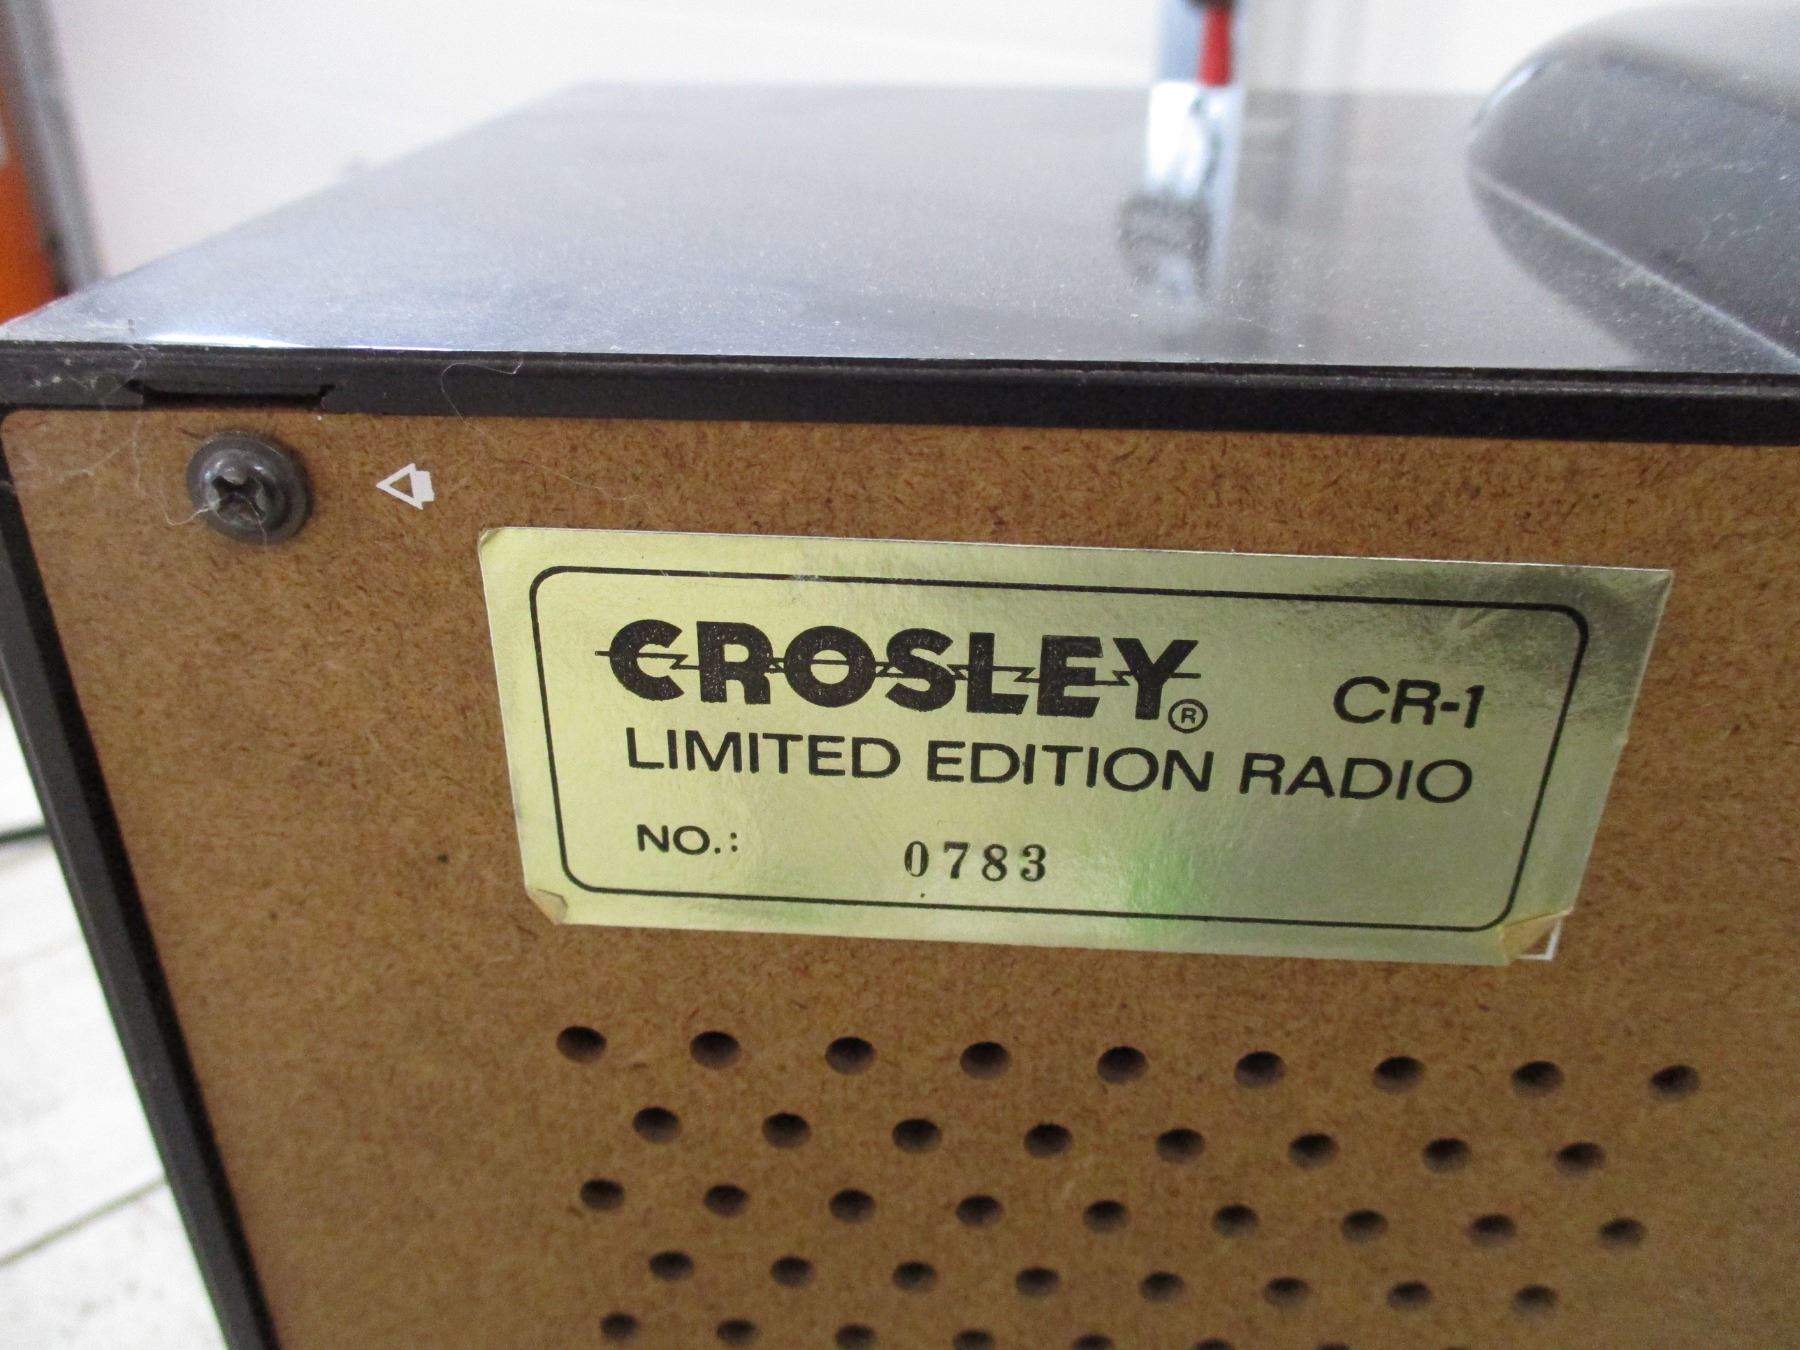 CROSLEY® CR-1
LIMITED EDITION RADIO
NO.: 0783